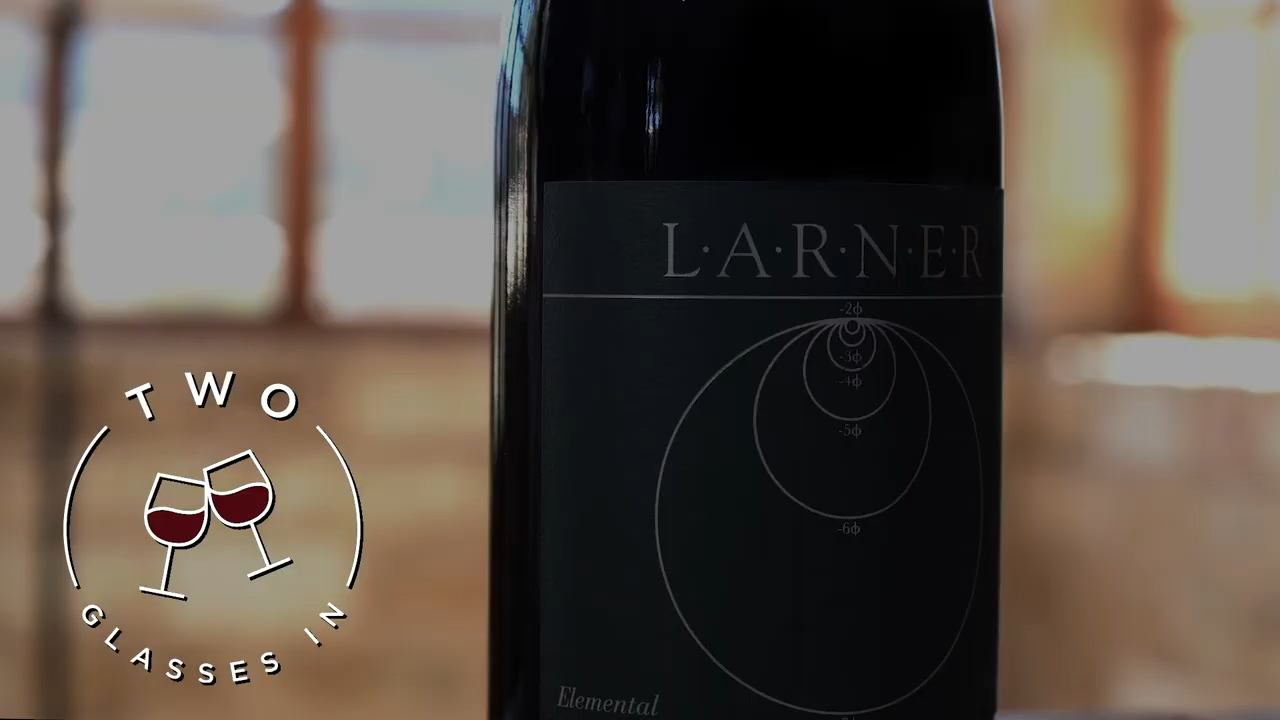 L·A·R·N·E·R
-2ϕ
-3ϕ
-4ϕ
-5ϕ
-6ϕ
Elemental
TWO
GLASSES IN